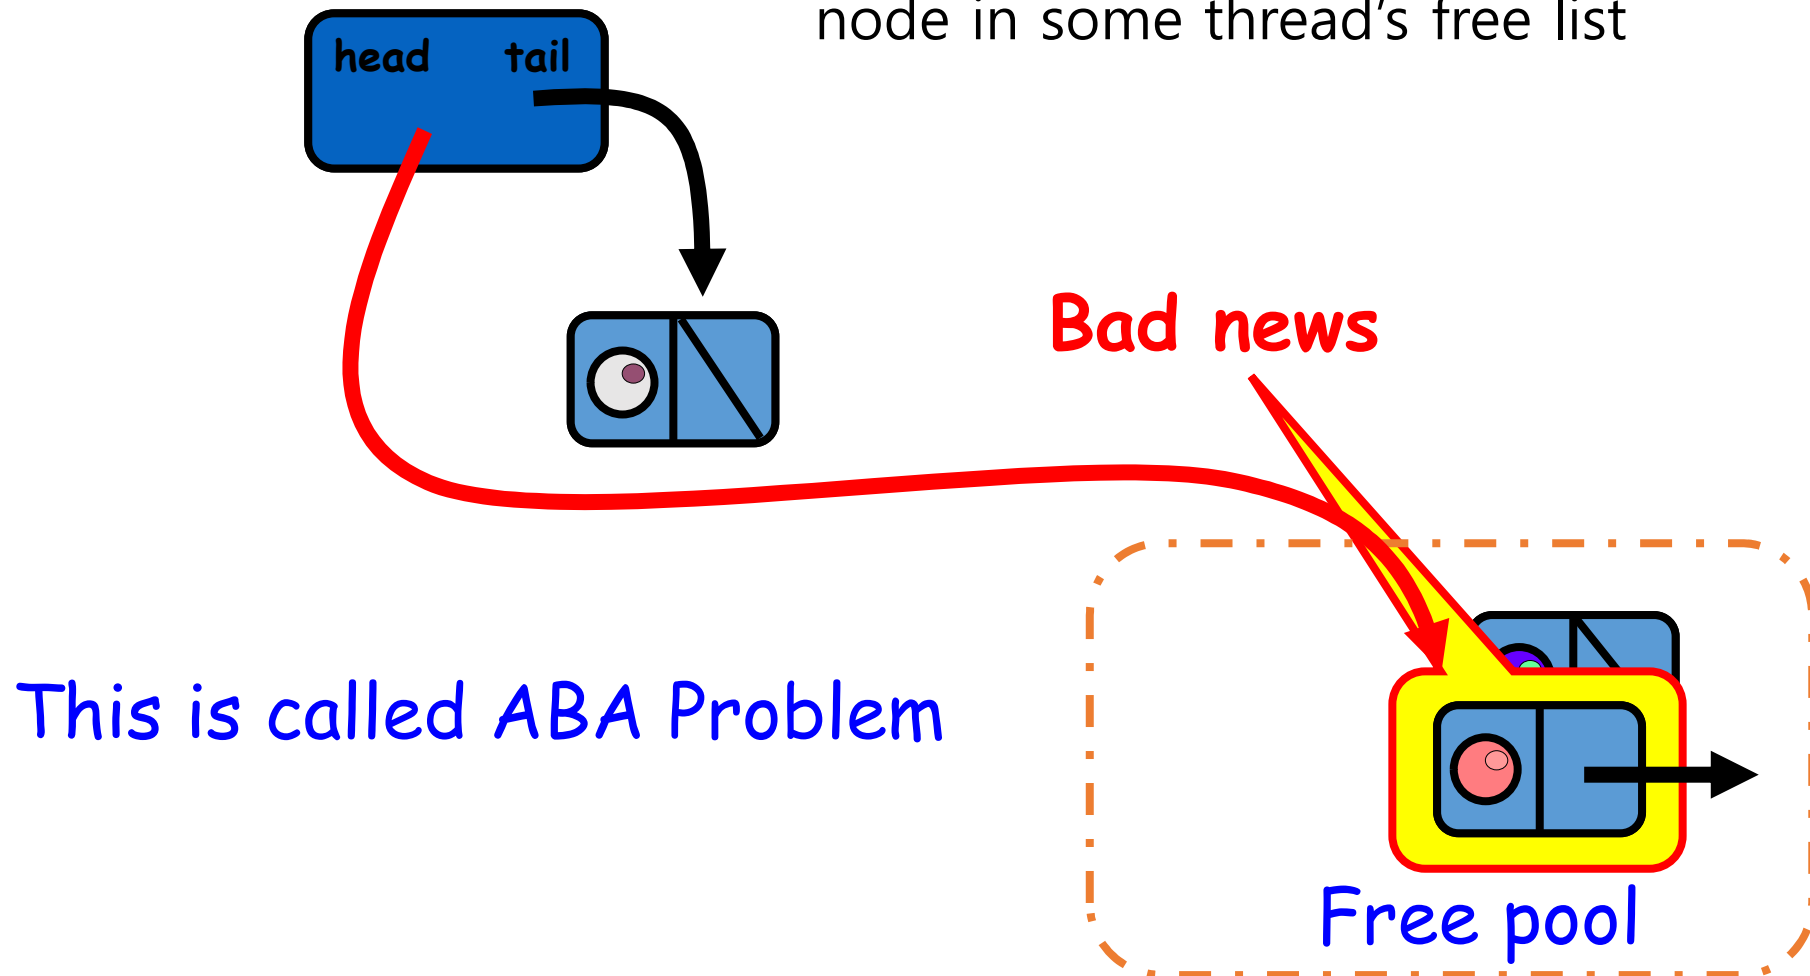 node in some thread’s free list
head tail
Bad news
This is called ABA Problem
Free pool